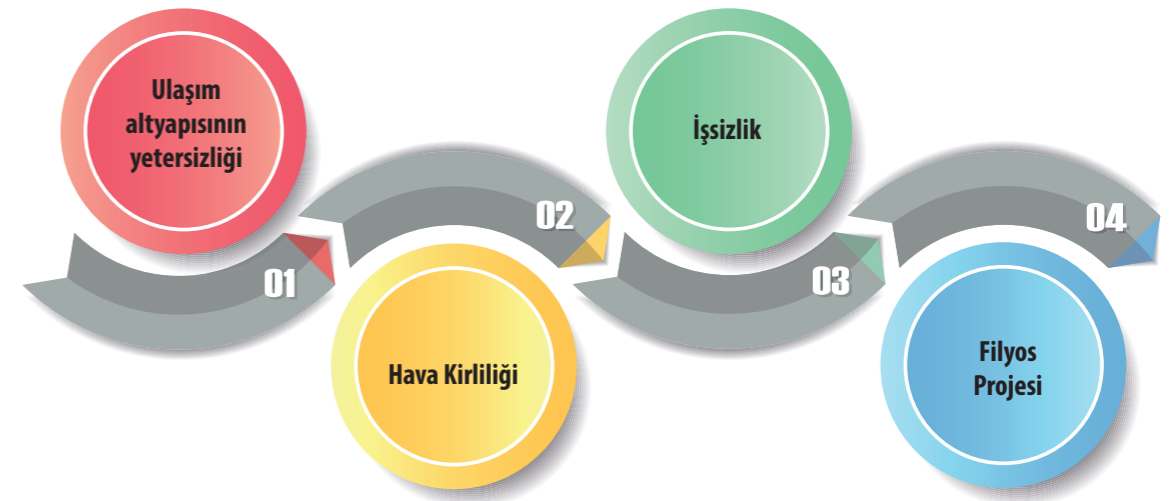 Ulaşım
altyapısının
yetersizliği
01
02
Hava Kirliliği
İşsizlik
03
04
Filyos
Projesi